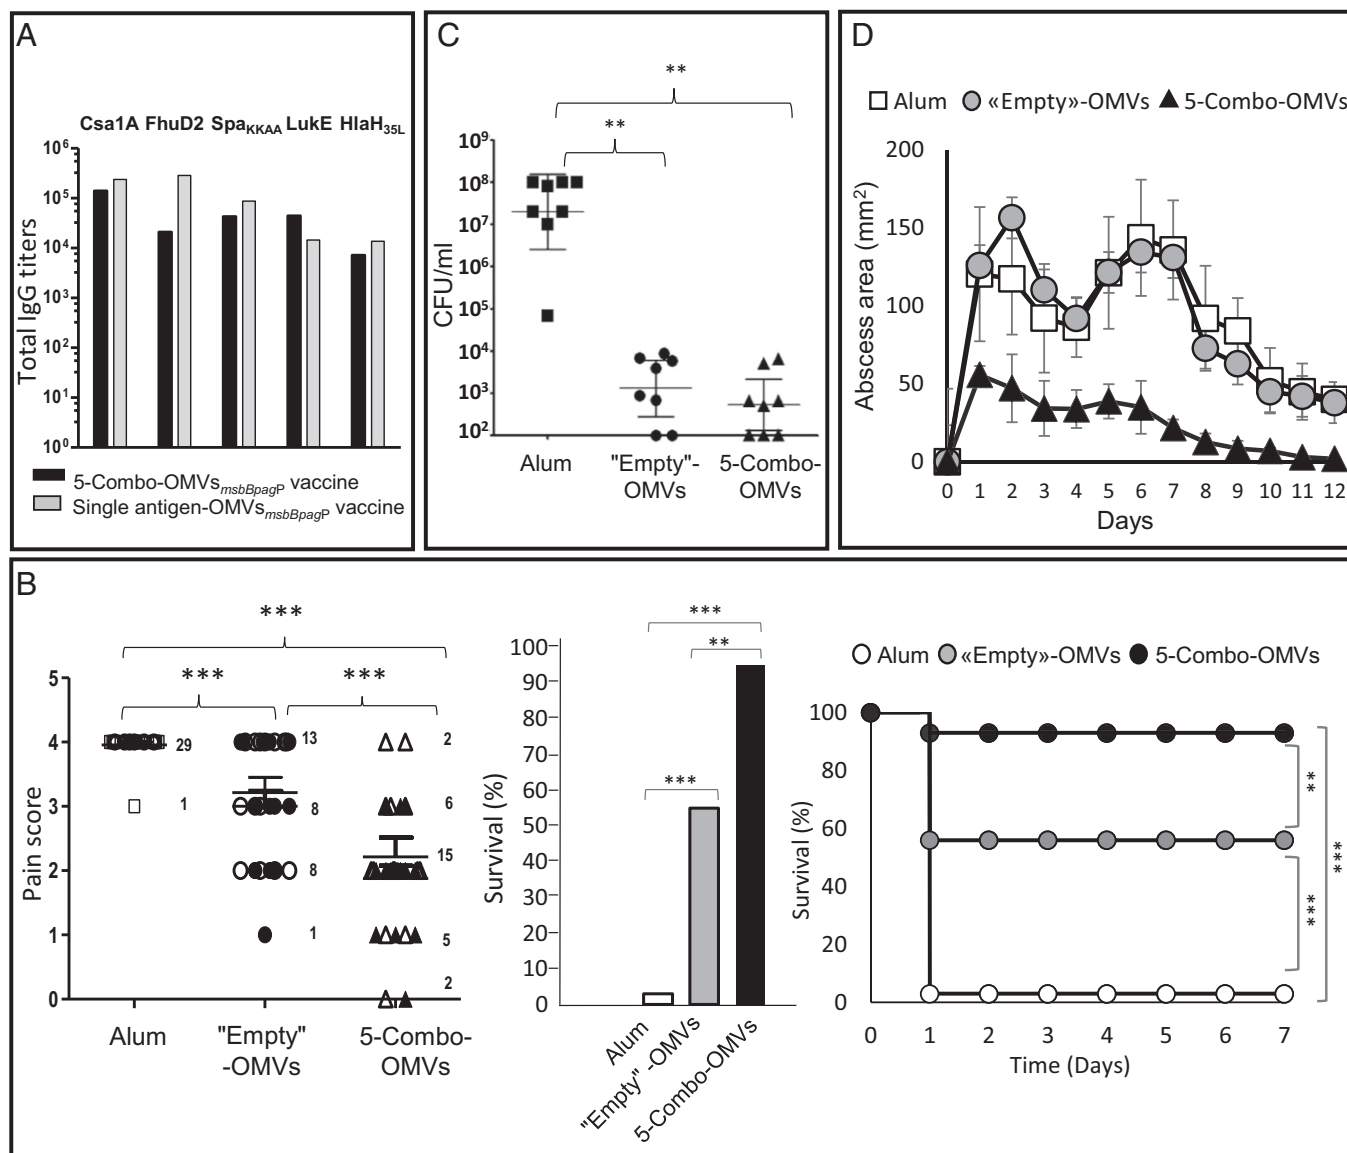 A
Csa1A FhuD2 SpaKKAA LukE HlaH35L
Total IgG titers
10^6
10^5
10^4
10^3
10^2
10^1
10^0
5-Combo-OMVsmsbBpagP vaccine
Single antigen-OMVsmsbBpagP vaccine
C
**
**
CFU/ml
10^9
10^8
10^7
10^6
10^5
10^4
10^3
10^2
Alum "Empty"-OMVs 5-Combo-OMVs
D
Alum «Empty»-OMVs 5-Combo-OMVs
Abscess area (mm²)
200
150
100
50
0
0 1 2 3 4 5 6 7 8 9 10 11 12
Days
B
***
*** ***
Pain score
5
4
3
2
1
0
29
1
13
8
8
1
2
6
15
5
2
Alum "Empty"-OMVs 5-Combo-OMVs
***
**
***
Survival (%)
100
90
80
70
60
50
40
30
20
10
0
Alum
"Empty"-OMVs
5-Combo-OMVs
Alum «Empty»-OMVs 5-Combo-OMVs
Survival (%)
100
80
60
40
20
0
**
***
***
0 1 2 3 4 5 6 7
Time (Days)